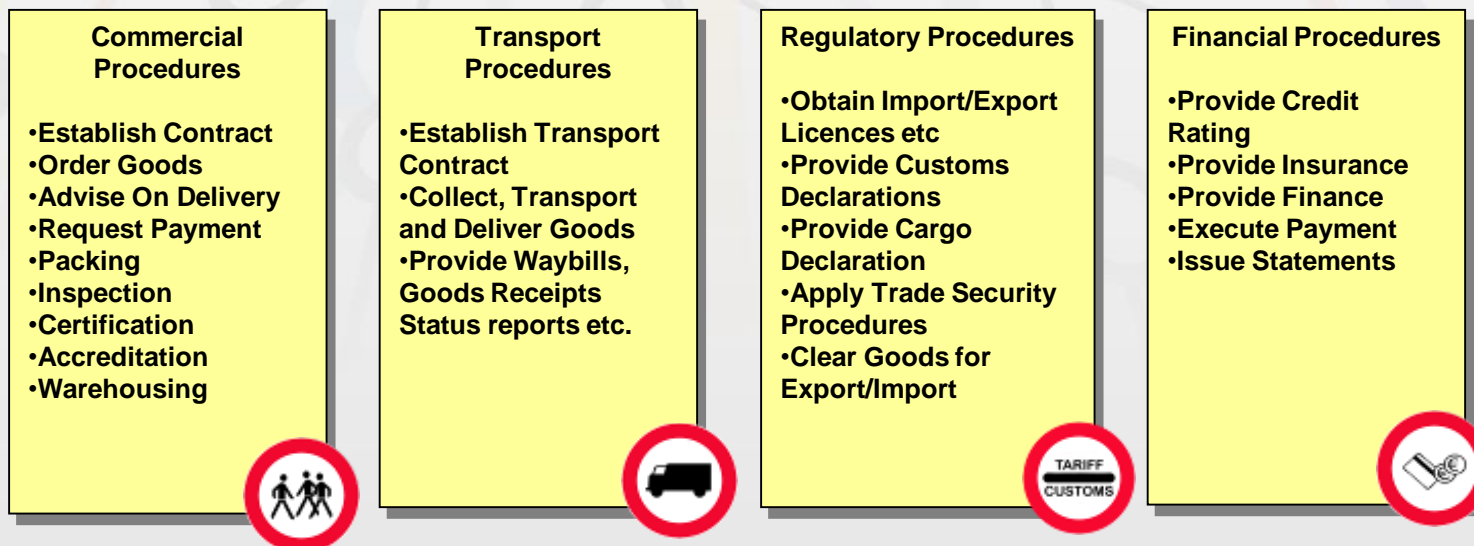 Commercial
Procedures
•Establish Contract
•Order Goods
•Advise On Delivery
•Request Payment
•Packing
•Inspection
•Certification
•Accreditation
•Warehousing
Transport
Procedures
•Establish Transport
Contract
•Collect, Transport
and Deliver Goods
•Provide Waybills,
Goods Receipts
Status reports etc.
Regulatory Procedures
•Obtain Import/Export
Licences etc
•Provide Customs
Declarations
•Provide Cargo
Declaration
•Apply Trade Security
Procedures
•Clear Goods for
Export/Import
TARIFF
CUSTOMS
Financial Procedures
•Provide Credit
Rating
•Provide Insurance
•Provide Finance
•Execute Payment
•Issue Statements